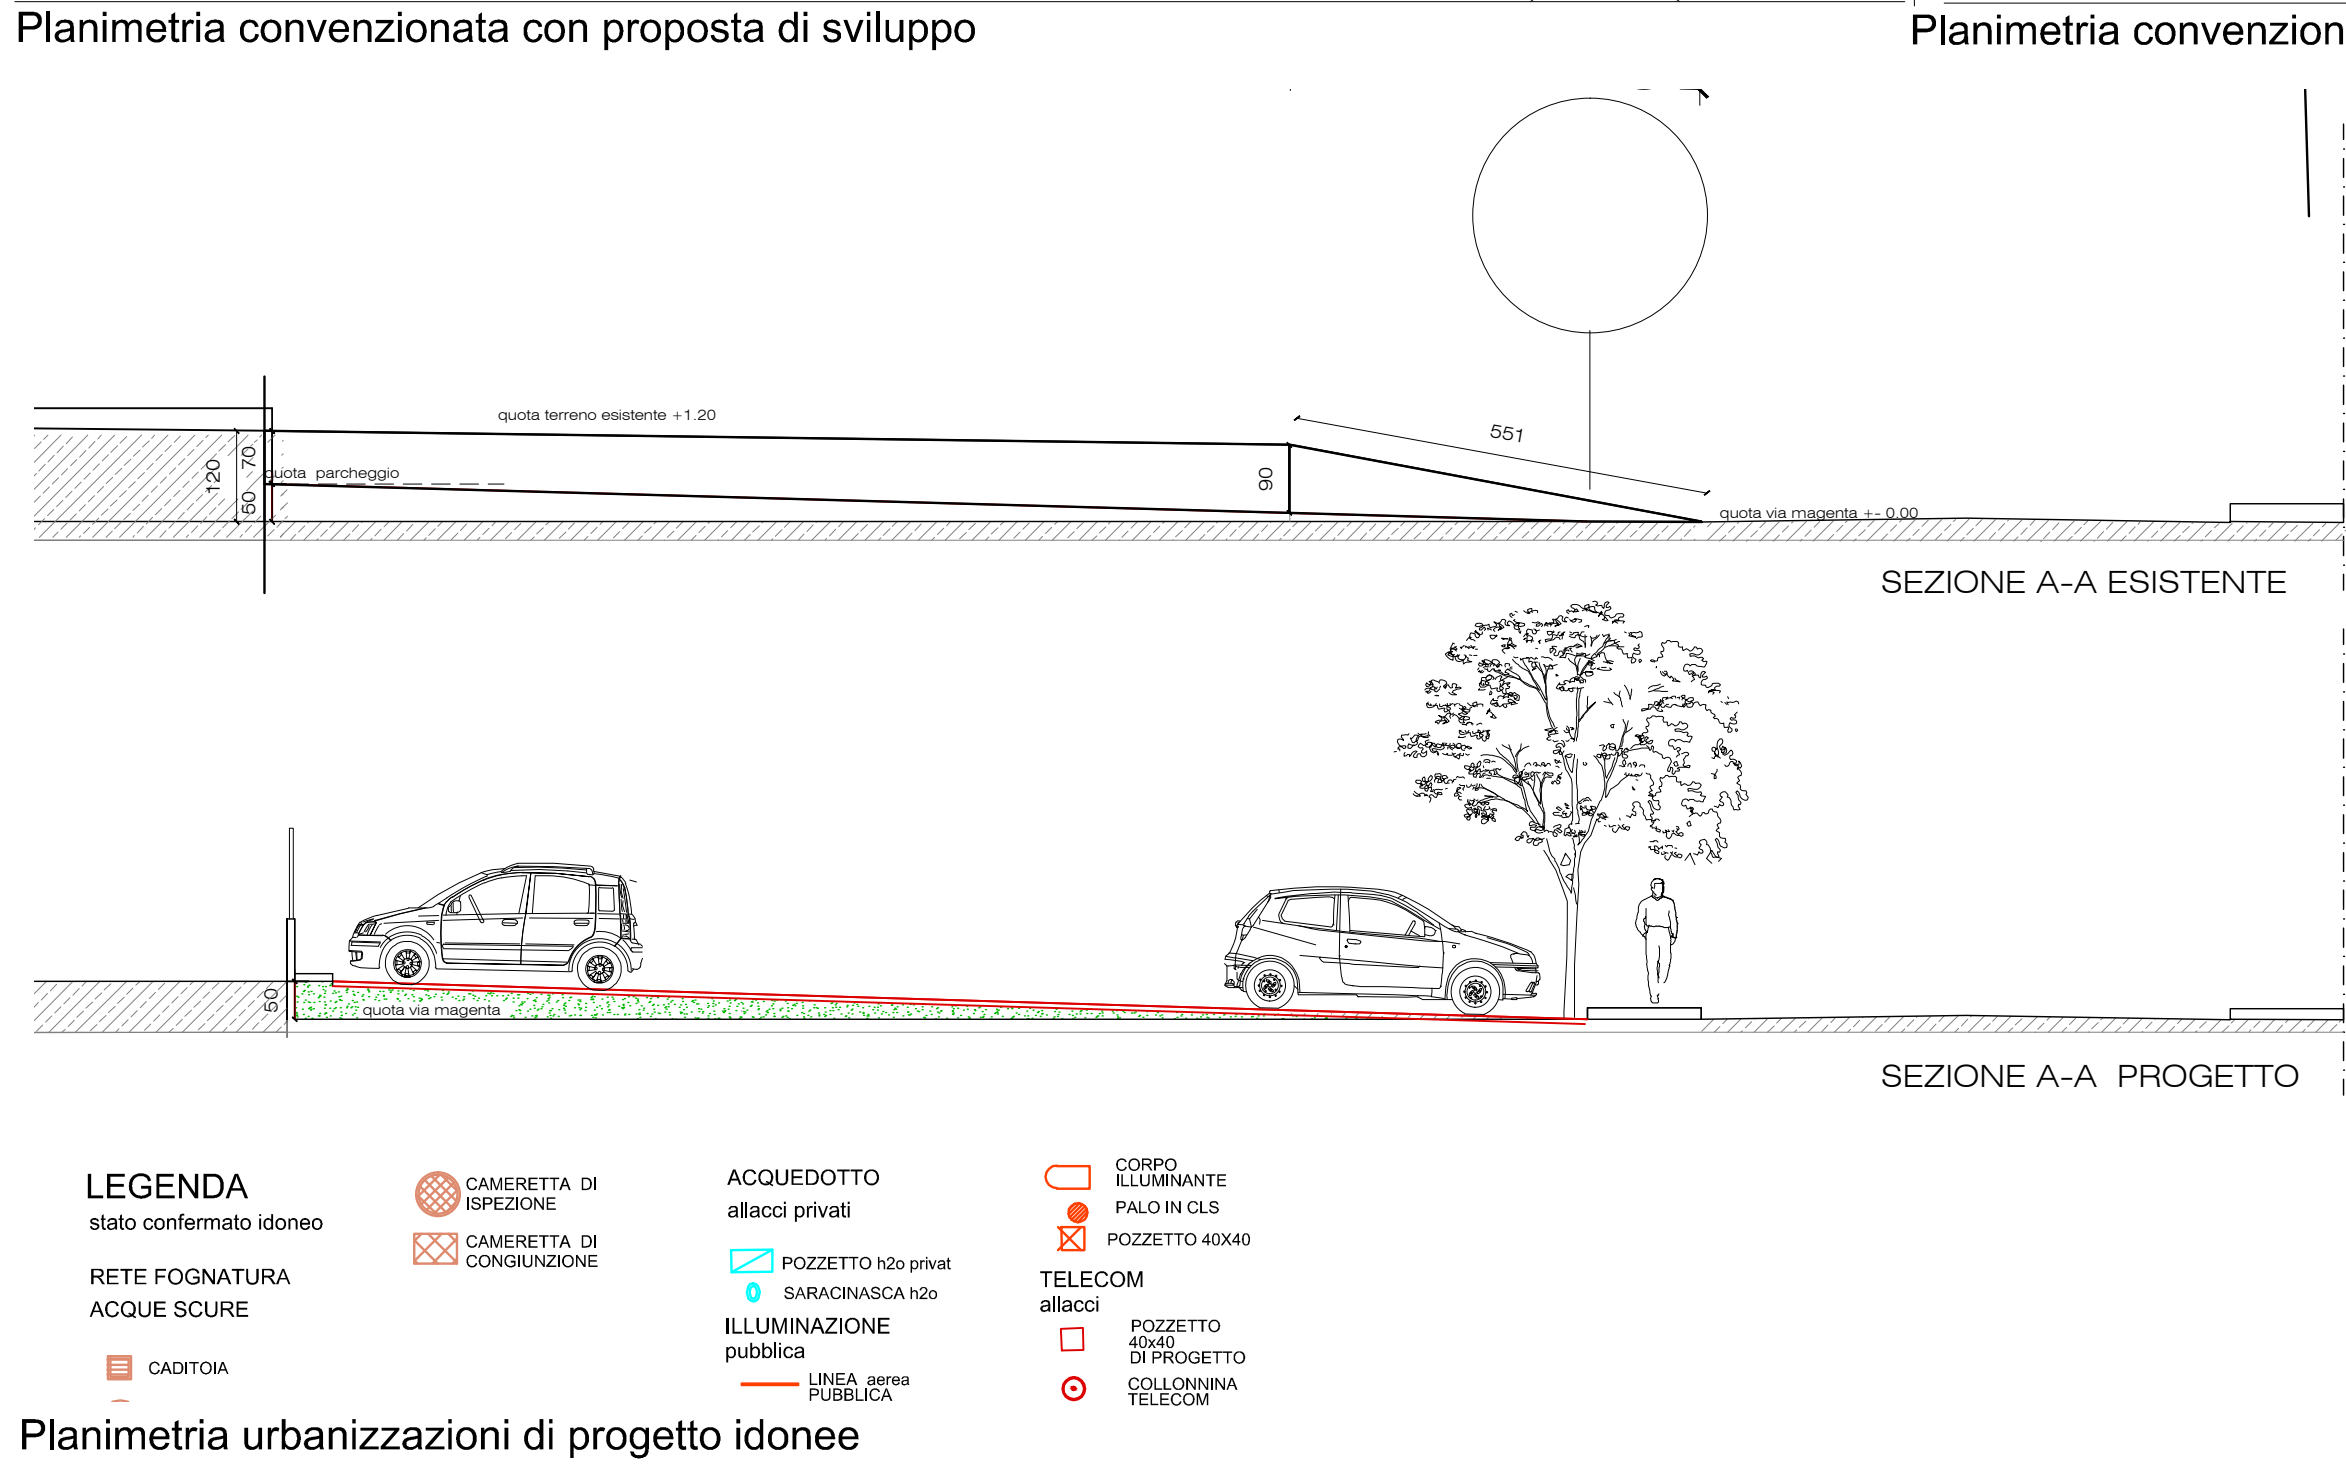 Planimetria convenzionata con proposta di sviluppo
Planimetria convenzion
quota terreno esistente +1.20
551
120
70
50
quota parcheggio
90
quota via magenta +- 0.00
SEZIONE A-A ESISTENTE
50
quota via magenta
SEZIONE A-A PROGETTO
LEGENDA
stato confermato idoneo
RETE FOGNATURA
ACQUE SCURE
CADITOIA
CAMERETTA DI
ISPEZIONE
CAMERETTA DI
CONGIUNZIONE
ACQUEDOTTO
allacci privati
POZZETTO h2o privat
SARACINASCA h2o
ILLUMINAZIONE
pubblica
LINEA aerea
PUBBLICA
CORPO
ILLUMINANTE
PALO IN CLS
POZZETTO 40X40
TELECOM
allacci
POZZETTO
40x40
DI PROGETTO
COLLONNINA
TELECOM
Planimetria urbanizzazioni di progetto idonee